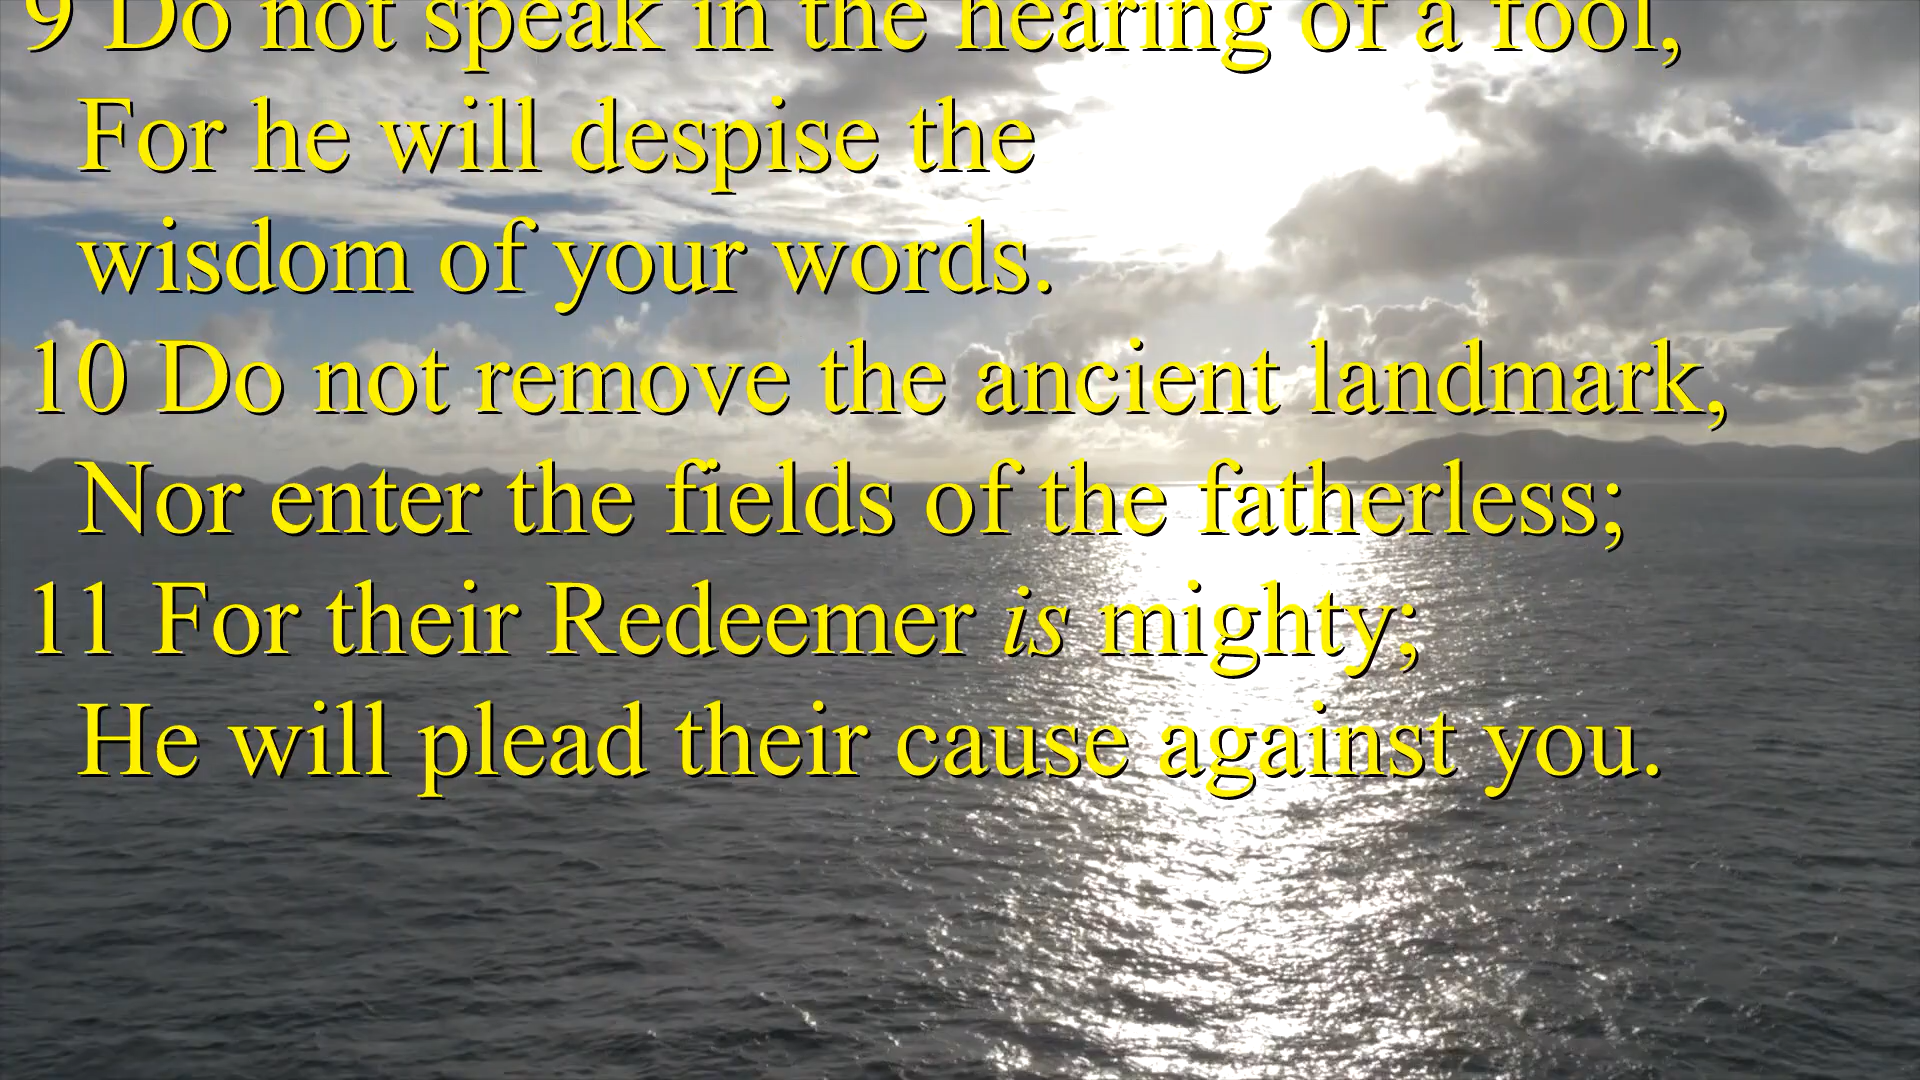 9 Do not speak in the hearing of a fool,
For he will despise the
wisdom of your words.
10 Do not remove the ancient landmark,
Nor enter the fields of the fatherless;
11 For their Redeemer is mighty;
He will plead their cause against you.